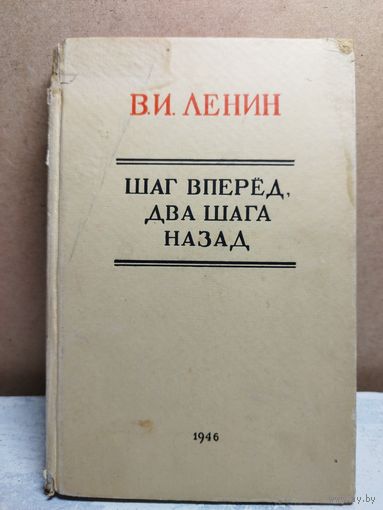 В.И. ЛЕНИН
ШАГ ВПЕРЁД,
ДВА ШАГА
НАЗАД
1946